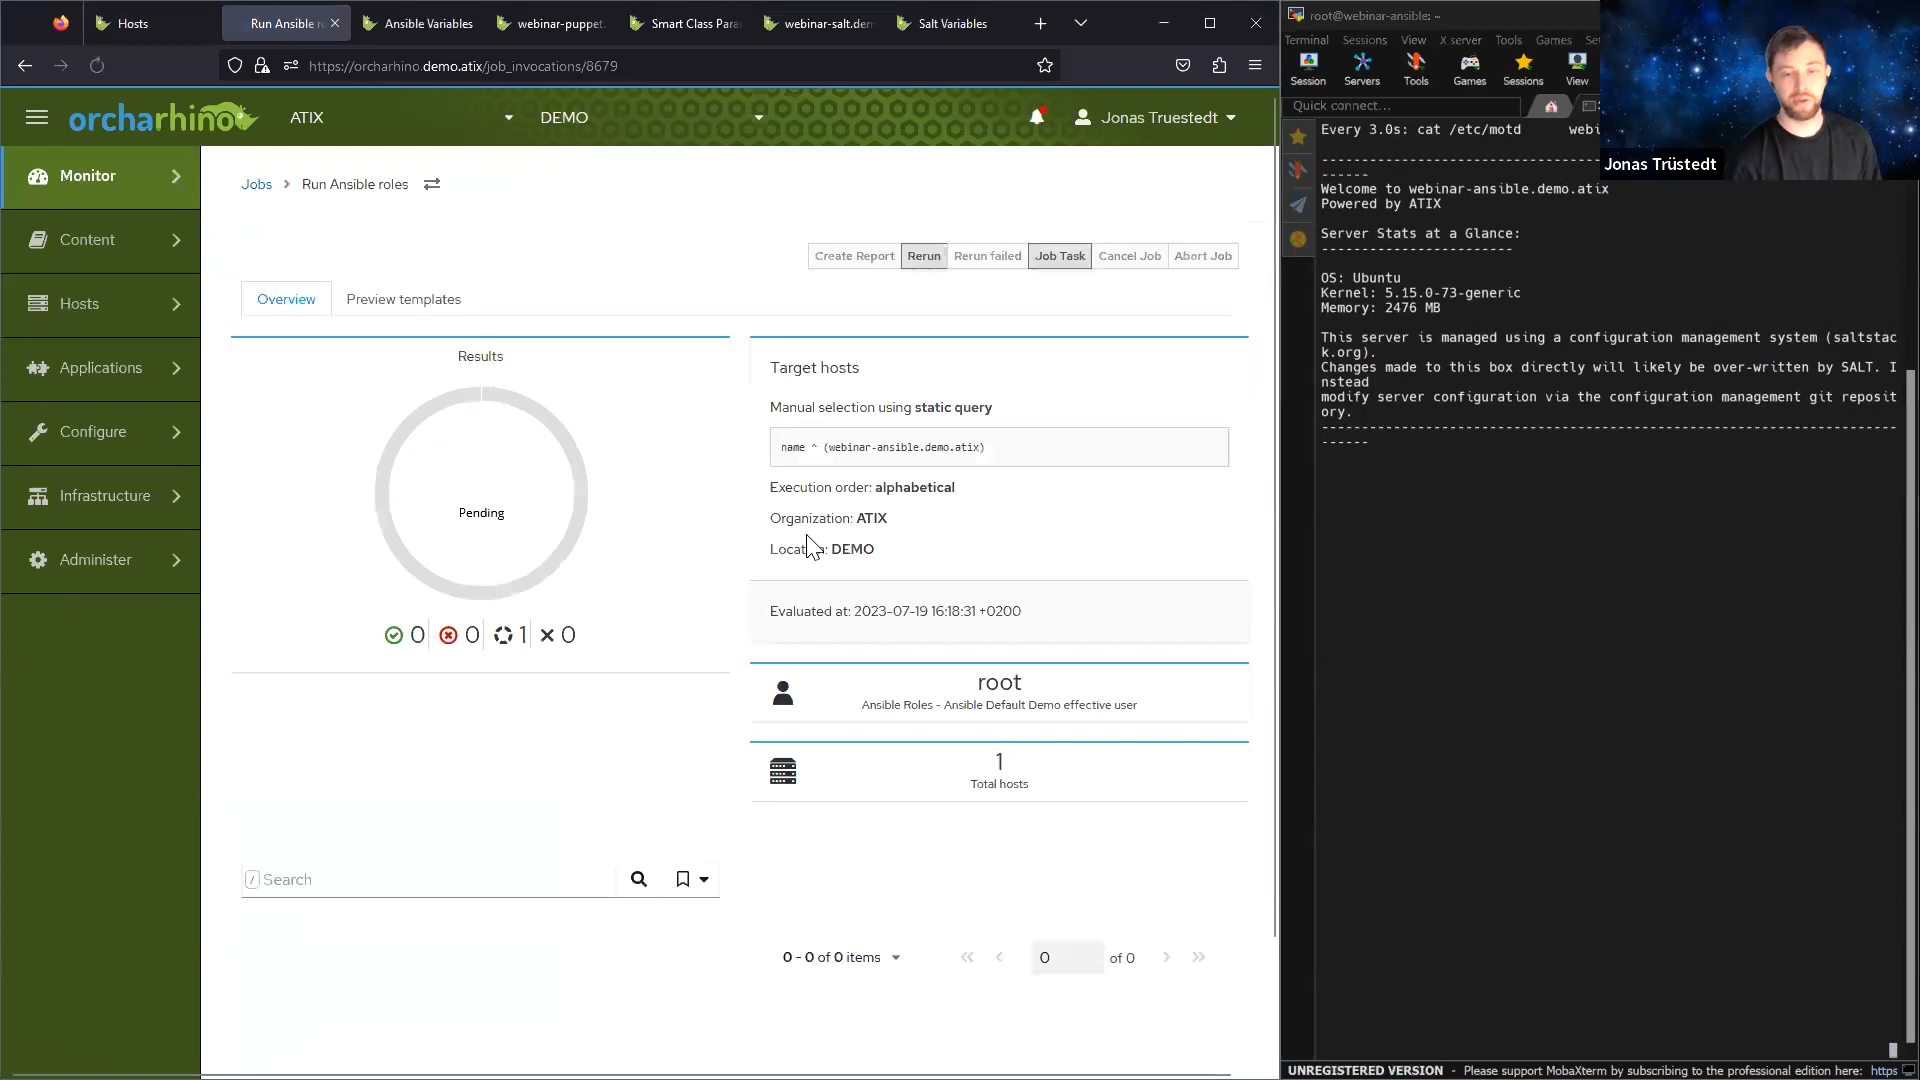 Hosts
Run Ansible ro
Ansible Variables
webinar-puppet.
Smart Class Para
webinar-salt.dem
Salt Variables
https://orcharhino.demo.atix/job_invocations/8679
orcharhino
ATIX
DEMO
Jonas Truestedt
Monitor
Content
Hosts
Applications
Configure
Infrastructure
Administer
Jobs
Run Ansible roles
Create Report
Rerun
Rerun failed
Job Task
Cancel Job
Abort Job
Overview
Preview templates
Results
Pending
0
0
1
0
Target hosts
Manual selection using static query
name ^ (webinar-ansible.demo.atix)
Execution order: alphabetical
Organization: ATIX
Location: DEMO
Evaluated at: 2023-07-19 16:18:31 +0200
root
Ansible Roles - Ansible Default Demo effective user
1
Total hosts
/ Search
0 - 0 of 0 items
0
of 0
root@webinar-ansible: ~
Terminal Sessions View X server Tools Games Set
Session Servers Tools Games Sessions View
Quick connect...
Every 3.0s: cat /etc/motd webi
-----------------------------------
------
Welcome to webinar-ansible.demo.atix
Powered by ATIX
Server Stats at a Glance:
------------------------
OS: Ubuntu
Kernel: 5.15.0-73-generic
Memory: 2476 MB
This server is managed using a configuration management system (saltstac
k.org).
Changes made to this box directly will likely be over-written by SALT. I
nstead
modify server configuration via the configuration management git reposit
ory.
------------------------------------------------------------------------
------
Jonas Trüstedt
UNREGISTERED VERSION - Please support MobaXterm by subscribing to the professional edition here: https